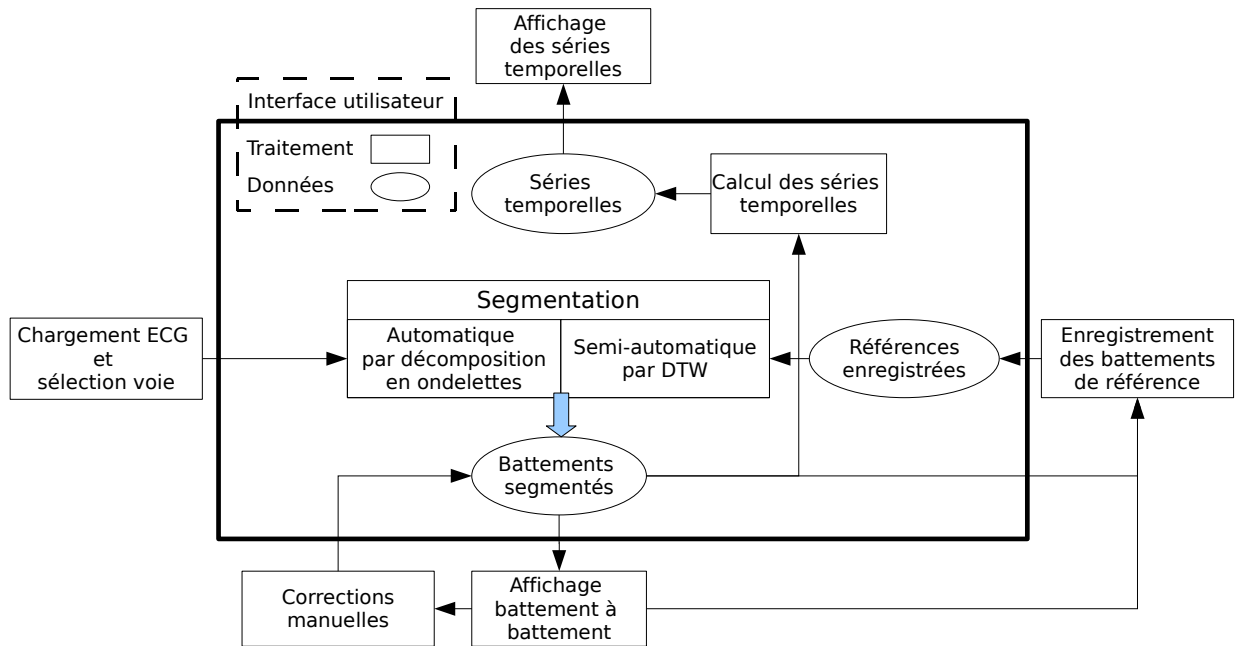 Affichage
des séries
temporelles
Interface utilisateur
Traitement
Données
Séries
temporelles
Calcul des séries
temporelles
Segmentation
Chargement ECG
et
sélection voie
Automatique
par décomposition
en ondelettes
Semi-automatique
par DTW
Références
enregistrées
Enregistrement
des battements
de référence
Battements
segmentés
Corrections
manuelles
Affichage
battement à
battement